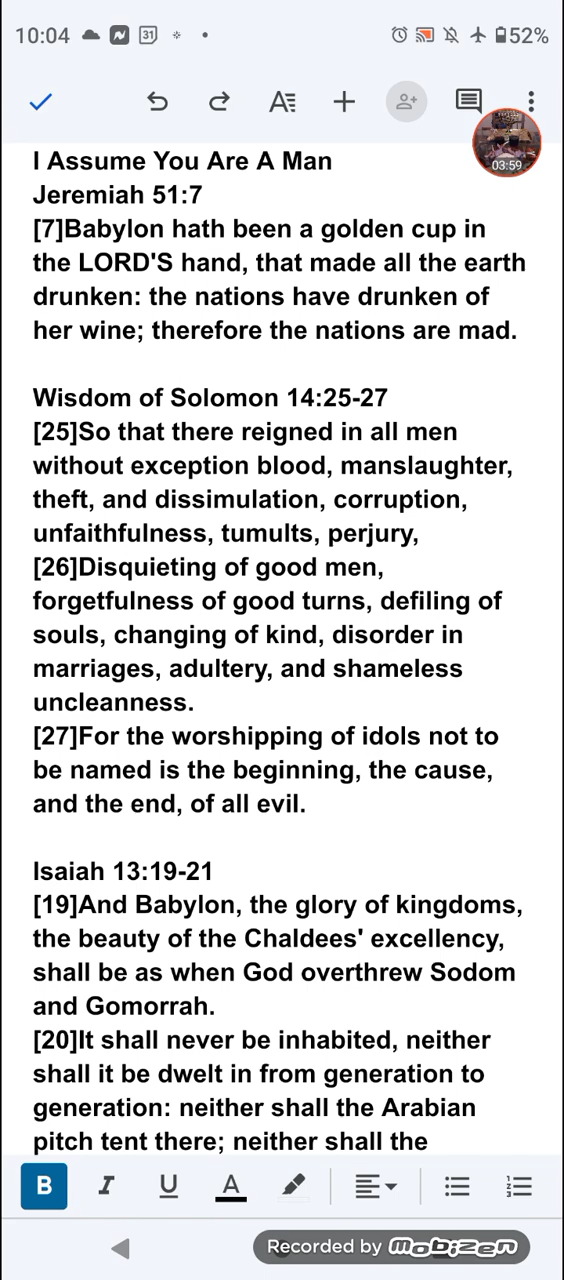 10:04
31
52%
03:59
I Assume You Are A Man
Jeremiah 51:7
[7]Babylon hath been a golden cup in
the LORD'S hand, that made all the earth
drunken: the nations have drunken of
her wine; therefore the nations are mad.
Wisdom of Solomon 14:25-27
[25]So that there reigned in all men
without exception blood, manslaughter,
theft, and dissimulation, corruption,
unfaithfulness, tumults, perjury,
[26]Disquieting of good men,
forgetfulness of good turns, defiling of
souls, changing of kind, disorder in
marriages, adultery, and shameless
uncleanness.
[27]For the worshipping of idols not to
be named is the beginning, the cause,
and the end, of all evil.
Isaiah 13:19-21
[19]And Babylon, the glory of kingdoms,
the beauty of the Chaldees' excellency,
shall be as when God overthrew Sodom
and Gomorrah.
[20]It shall never be inhabited, neither
shall it be dwelt in from generation to
generation: neither shall the Arabian
pitch tent there; neither shall the
B I U A
Recorded by mobizen